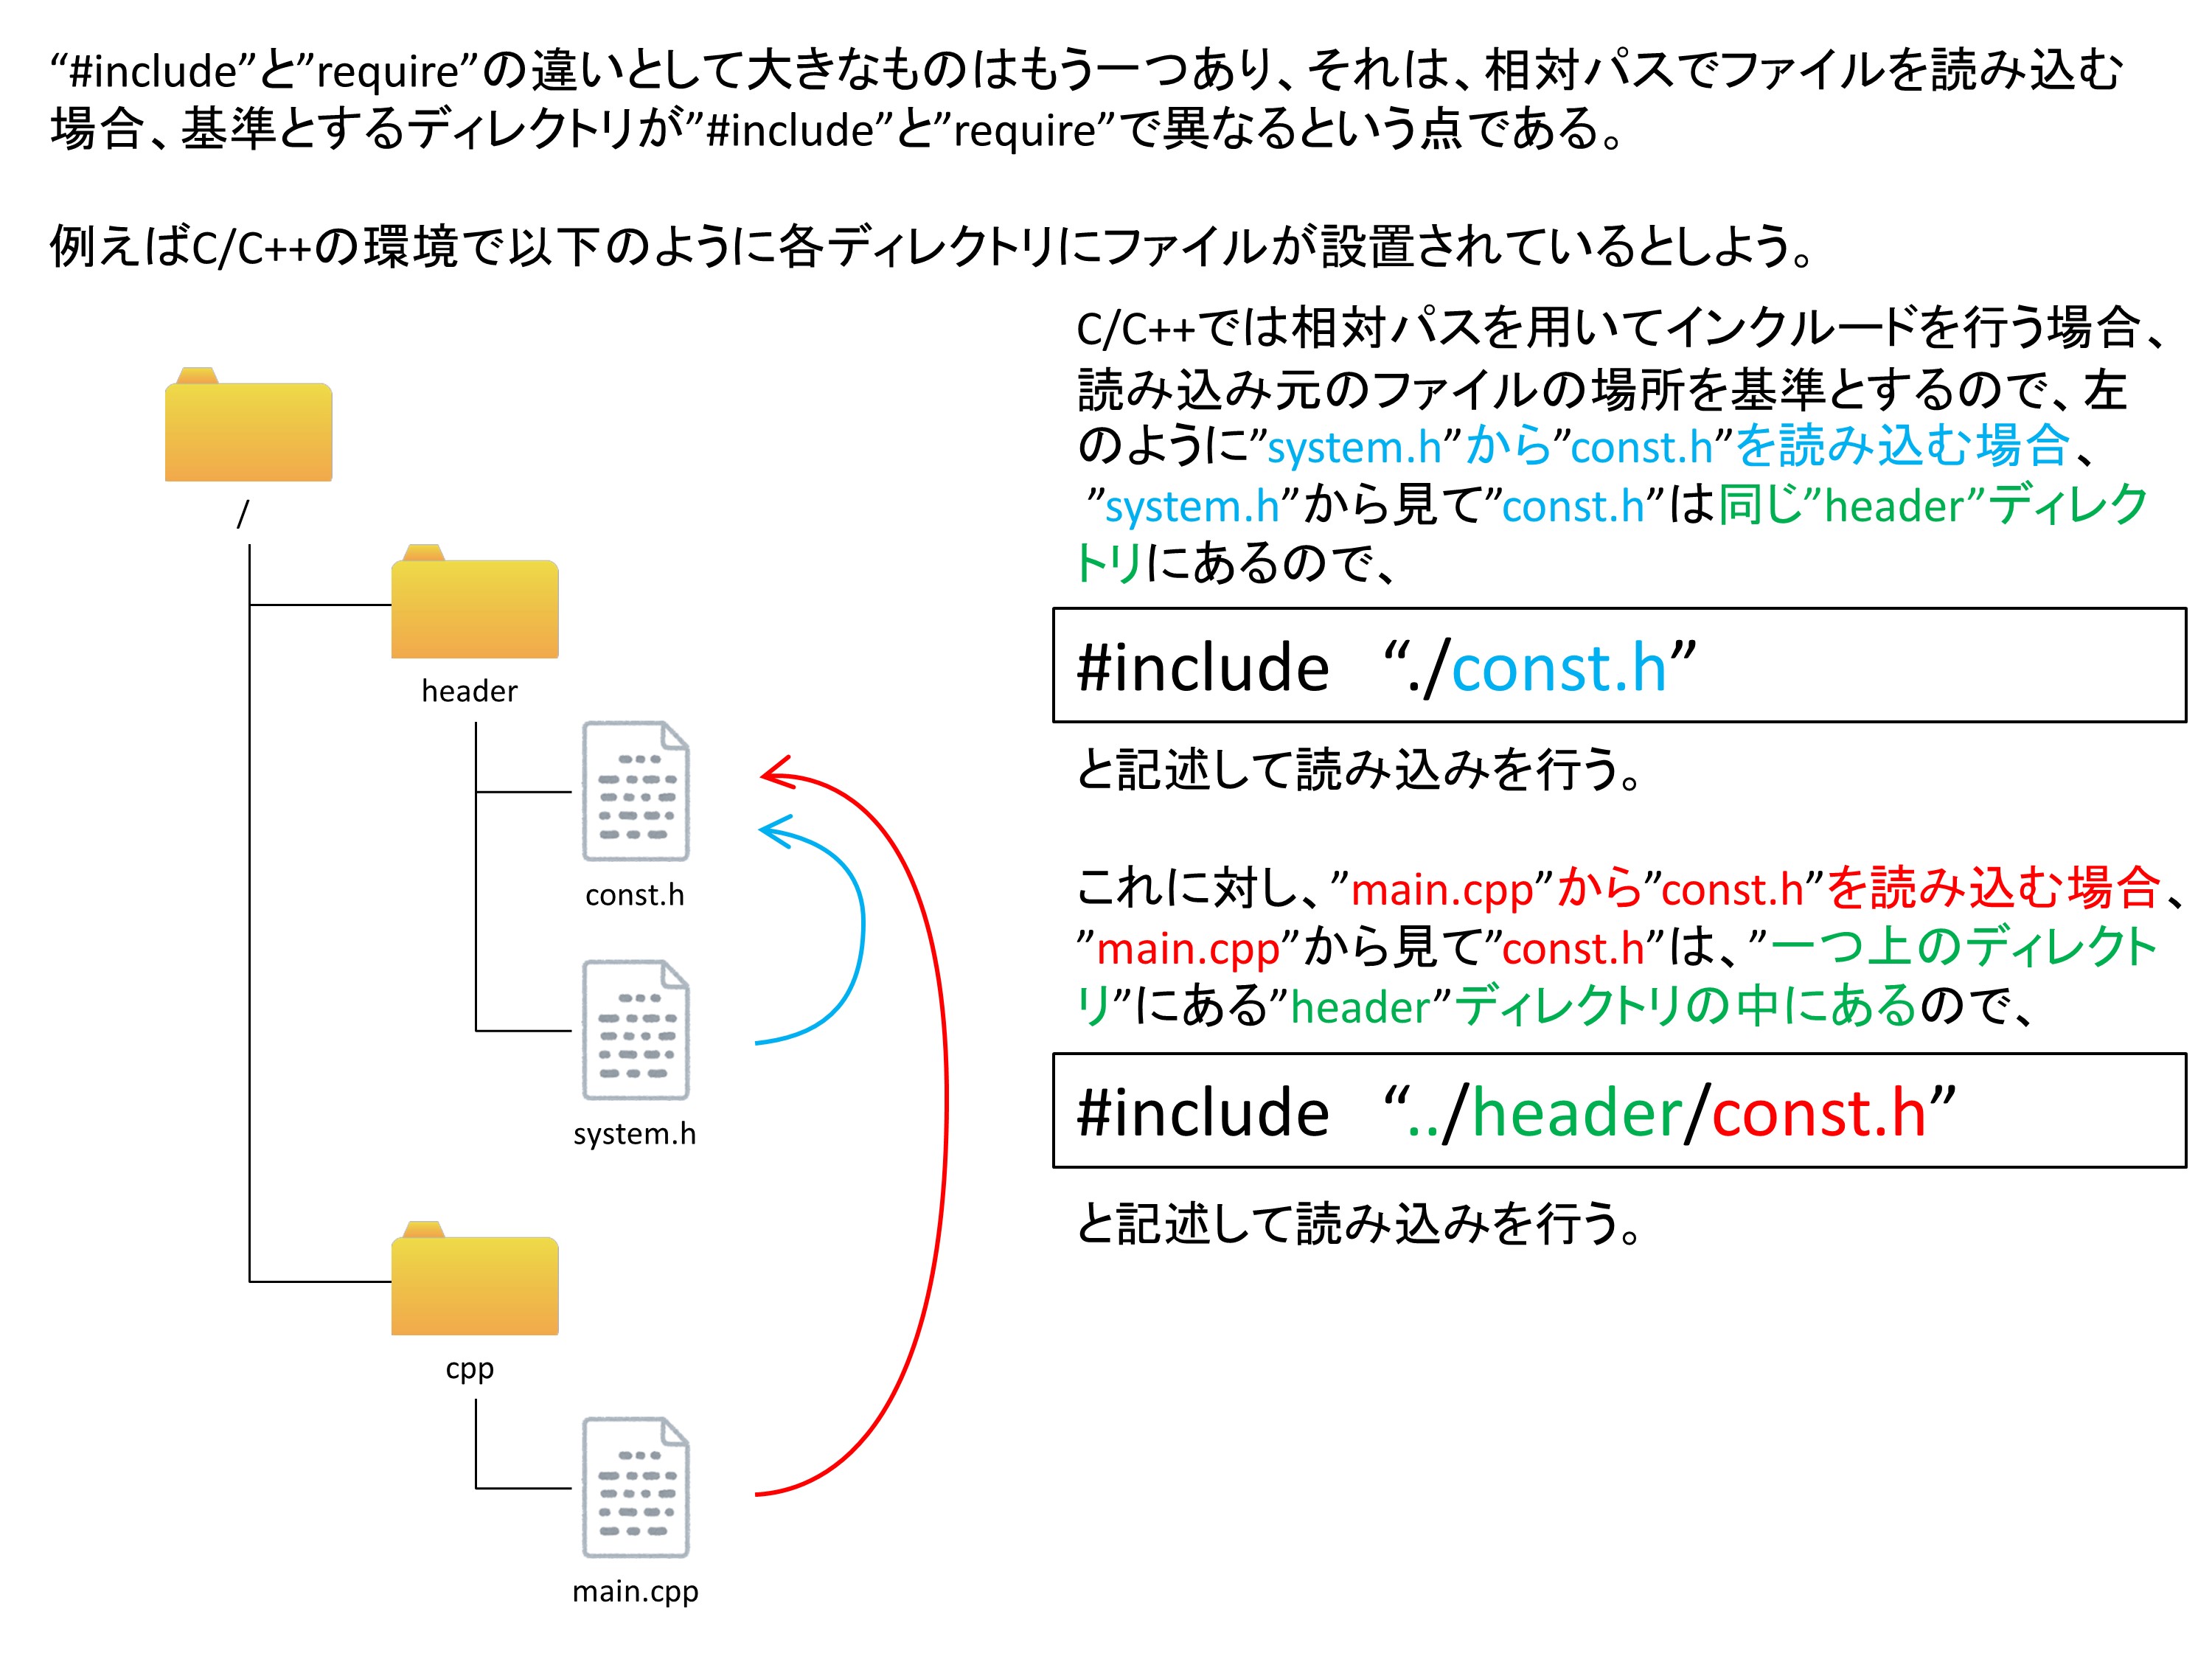 “#include”と”require”の違いとして大きなものはもう一つあり、それは、相対パスでファイルを読み込む
場合、基準とするディレクトリが”#include”と”require”で異なるという点である。
例えばC/C++の環境で以下のように各ディレクトリにファイルが設置されているとしよう。
/
header
const.h
system.h
cpp
main.cpp
C/C++では相対パスを用いてインクルードを行う場合、
読み込み元のファイルの場所を基準とするので、左
のように”system.h”から”const.h”を読み込む場合、
”system.h”から見て”const.h”は同じ”header”ディレク
トリにあるので、
#include “./const.h”
と記述して読み込みを行う。
これに対し、”main.cpp”から”const.h”を読み込む場合、
”main.cpp”から見て”const.h”は、”一つ上のディレクト
リ”にある”header”ディレクトリの中にあるので、
#include “../header/const.h”
と記述して読み込みを行う。